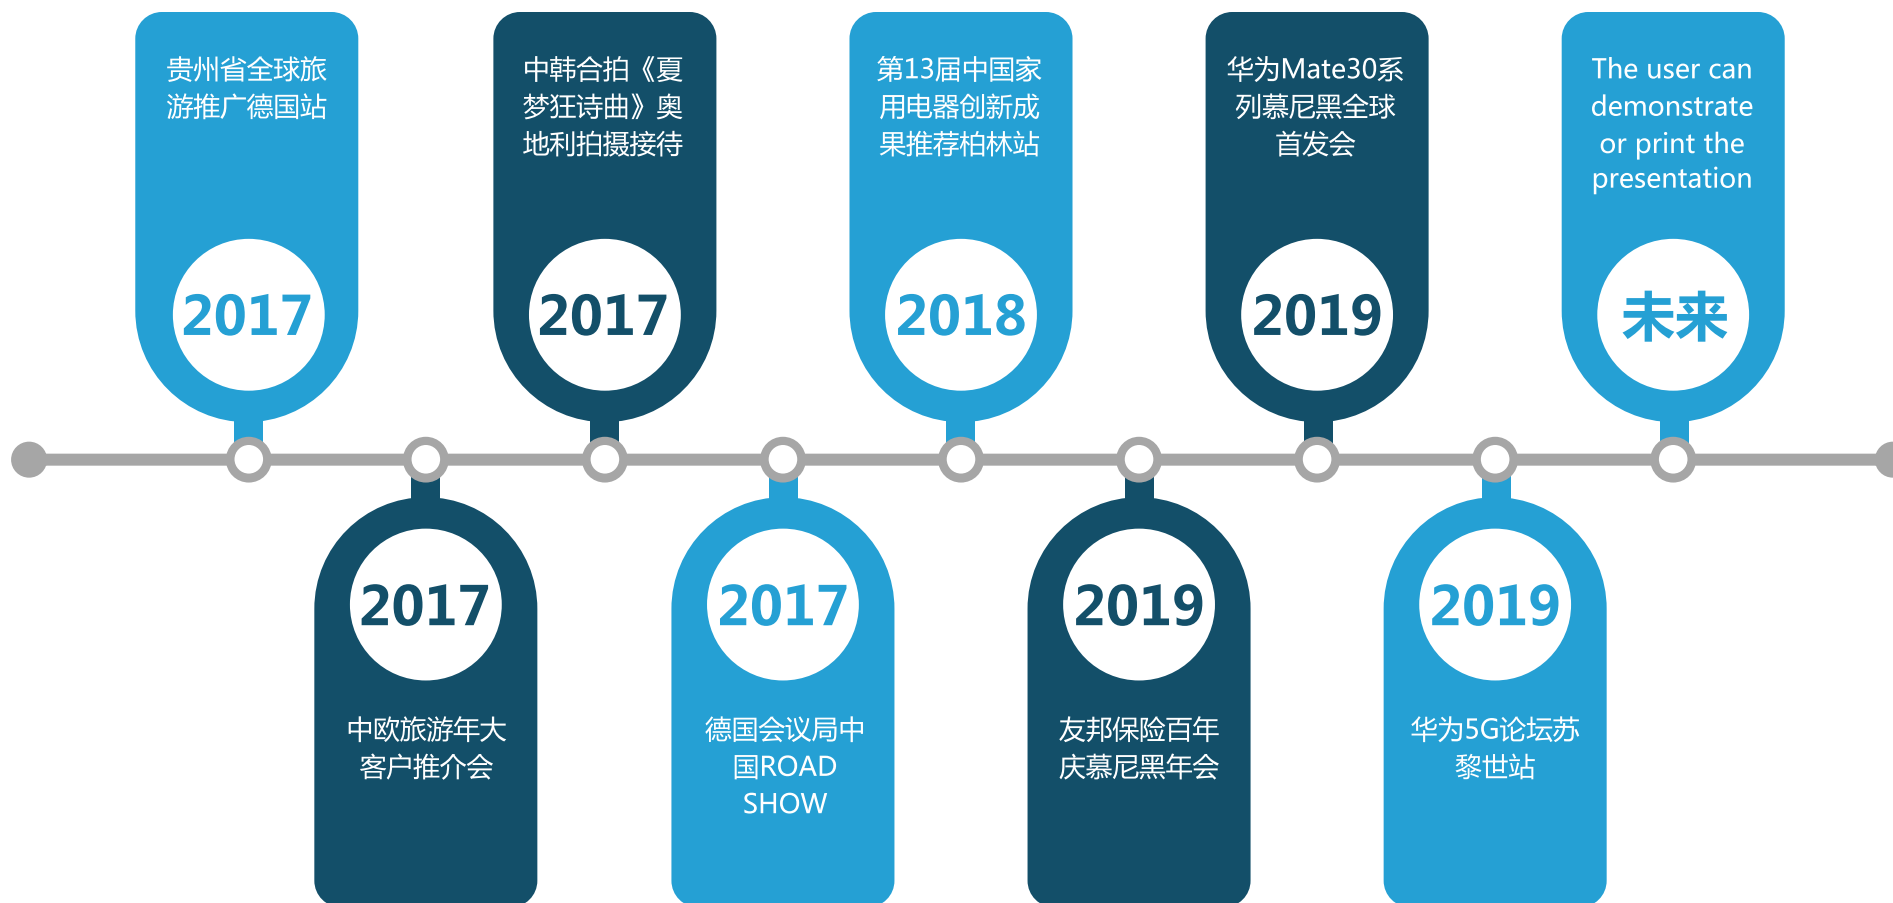 贵州省全球旅
游推广德国站
2017
中欧旅游年大
客户推介会
2017
中韩合拍《夏
梦狂诗曲》奥
地利拍摄接待
2017
德国会议局中
国ROAD
SHOW
2017
第13届中国家
用电器创新成
果推荐柏林站
2018
友邦保险百年
庆慕尼黑年会
2019
华为Mate30系
列慕尼黑全球
首发会
2019
华为5G论坛苏
黎世站
2019
The user can
demonstrate
or print the
presentation
未来